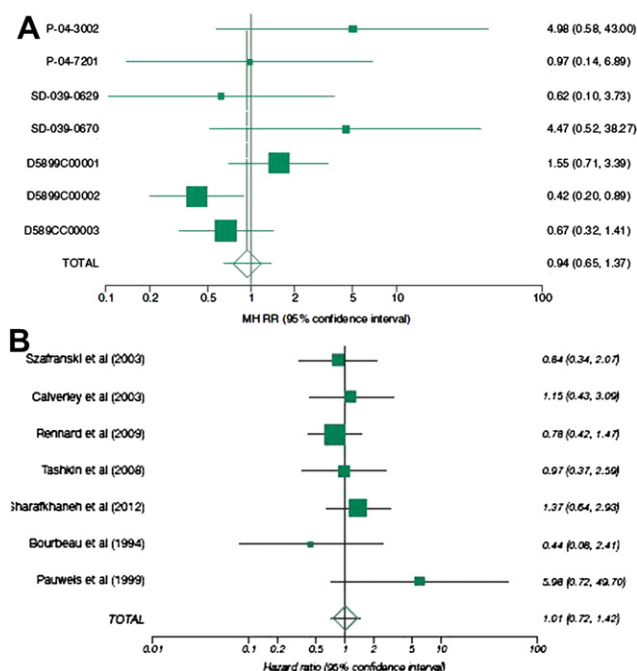 A
P-04-3002 4.98 (0.58, 43.00)
P-04-7201 0.97 (0.14, 6.89)
SD-039-0629 0.62 (0.10, 3.73)
SD-039-0670 4.47 (0.52, 38.27)
D5899C00001 1.55 (0.71, 3.39)
D5899C00002 0.42 (0.20, 0.89)
D589CC00003 0.67 (0.32, 1.41)
TOTAL 0.94 (0.65, 1.37)
0.1 0.2 0.5 1 2 5 10 100
MH RR (95% confidence interval)
B
Szafranski et al (2003) 0.84 (0.34, 2.07)
Calverley et al (2003) 1.15 (0.43, 3.09)
Rennard et al (2009) 0.78 (0.42, 1.47)
Tashkin et al (2008) 0.97 (0.37, 2.59)
Sharafkhaneh et al (2012) 1.37 (0.64, 2.93)
Bourbeau et al (1994) 0.44 (0.08, 2.41)
Pauwels et al (1999) 5.98 (0.72, 49.70)
TOTAL 1.01 (0.72, 1.42)
0.01 0.1 0.2 0.5 1 2 5 10 100
Hazard ratio (95% confidence interval)